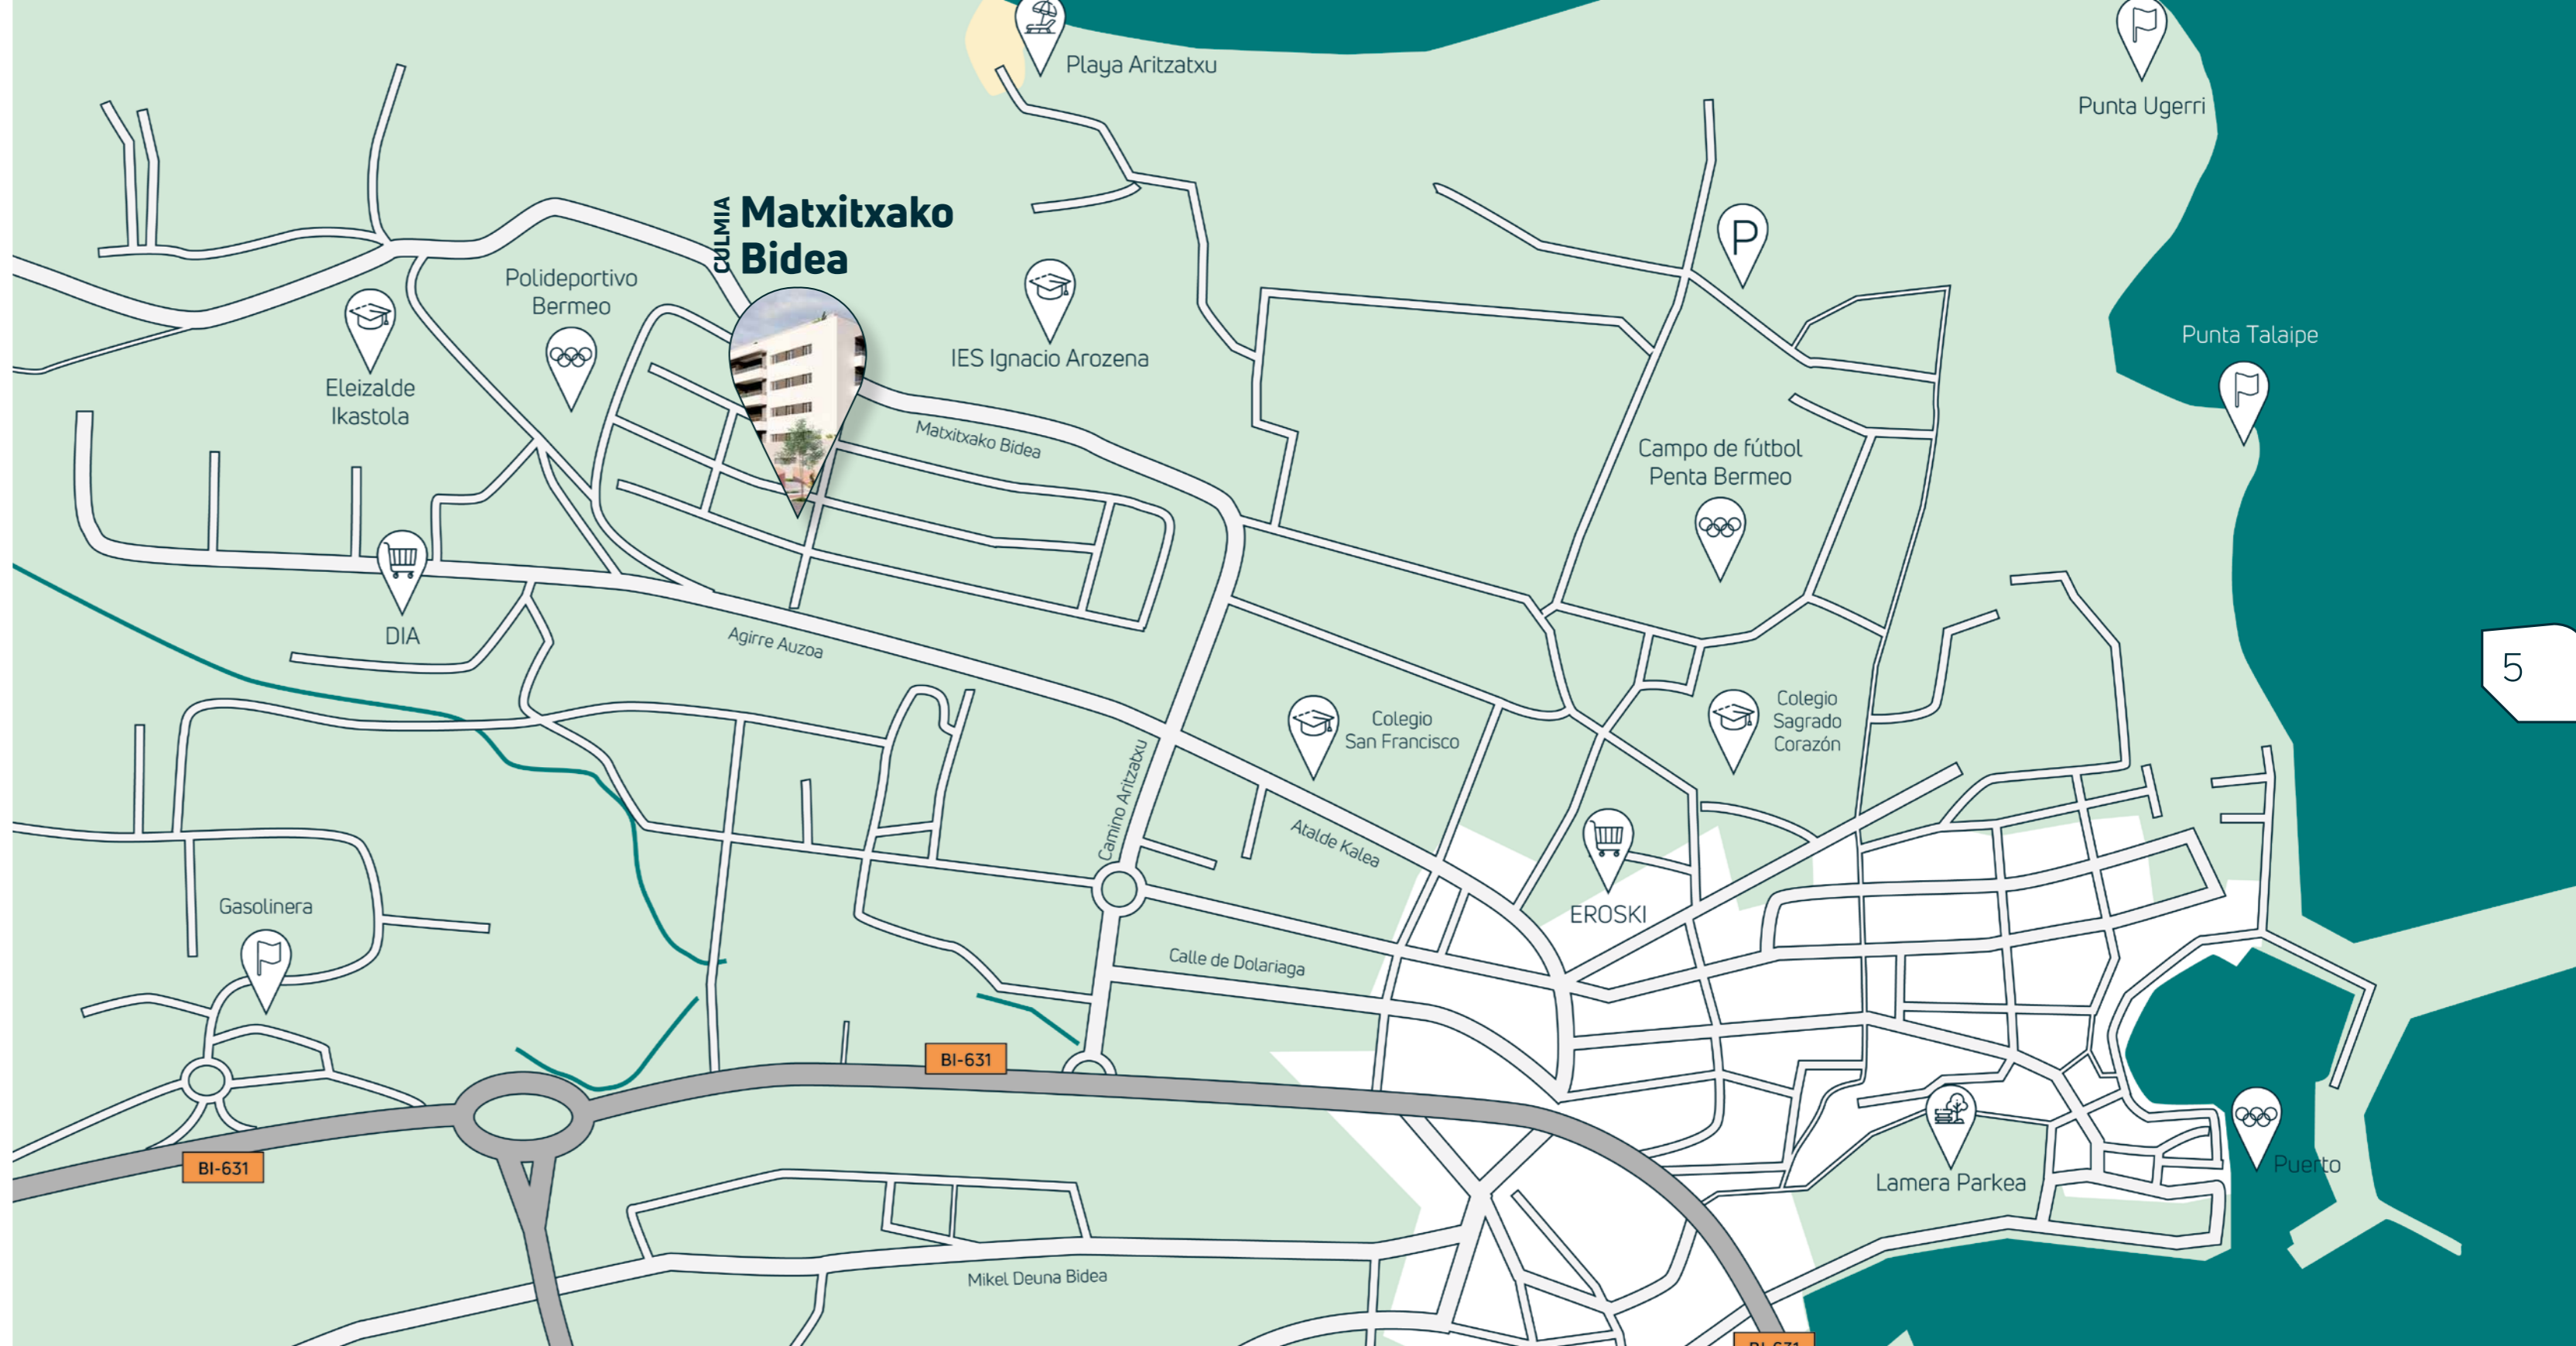 Playa Aritzatxu
Punta Ugerri
CULMIA
Matxitxako
Bidea
P
Polideportivo
Bermeo
IES Ignacio Arozena
Punta Talaipe
Eleizalde
Ikastola
Matxitxako Bidea
Campo de fútbol
Penta Bermeo
DIA
Agirre Auzoa
5
Colegio
San Francisco
Colegio
Sagrado
Corazón
Camino Aritzatxu
Atalde Kalea
Gasolinera
EROSKI
Calle de Dolariaga
BI-631
BI-631
Lamera Parkea
Puerto
Mikel Deuna Bidea
BI-631